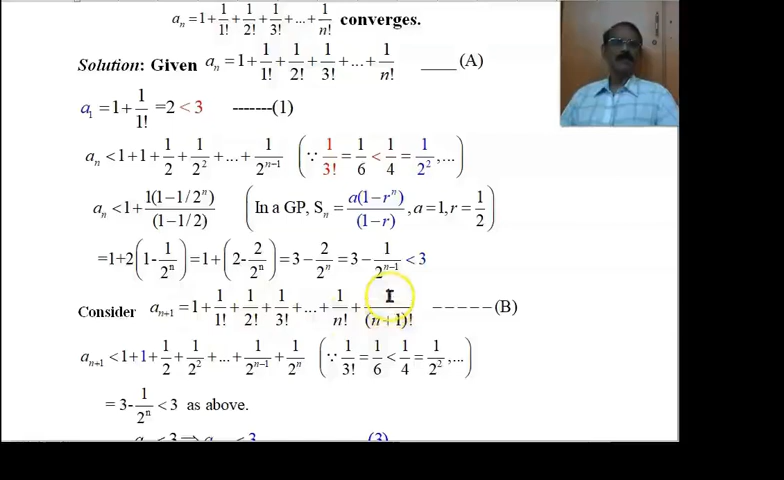 a_n = 1 + 1/1! + 1/2! + 1/3! + ... + 1/n! converges.
Solution: Given a_n = 1 + 1/1! + 1/2! + 1/3! + ... + 1/n! ____(A)
a_1 = 1 + 1/1! =2 < 3 -------(1)
a_n < 1+1 + 1/2 + 1/2^2 + ... + 1/2^(n−1) (∵ 1/3! = 1/6 < 1/4 = 1/2^2 ,...)
a_n < 1 + 1(1−1/2^n)/(1−1/2) (In a GP, S_n = a(1−r^n)/(1−r), a = 1, r = 1/2)
=1+2(1- 1/2^n) =1+(2- 2/2^n) =3 − 2/2^n = 3 − 1/2^(n−1) < 3
Consider a_(n+1) = 1 + 1/1! + 1/2! + 1/3! + ... + 1/n! + 1/(n+1)! -----(B)
a_(n+1) < 1+1 + 1/2 + 1/2^2 + ... + 1/2^(n−1) + 1/2^n (∵ 1/3! = 1/6 < 1/4 = 1/2^2 ,...)
= 3- 1/2^n < 3 as above.